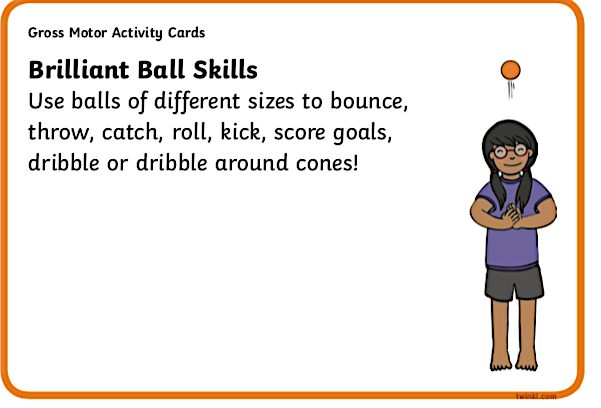 Gross Motor Activity Cards
Brilliant Ball Skills
Use balls of different sizes to bounce,
throw, catch, roll, kick, score goals,
dribble or dribble around cones!
twinkl.com